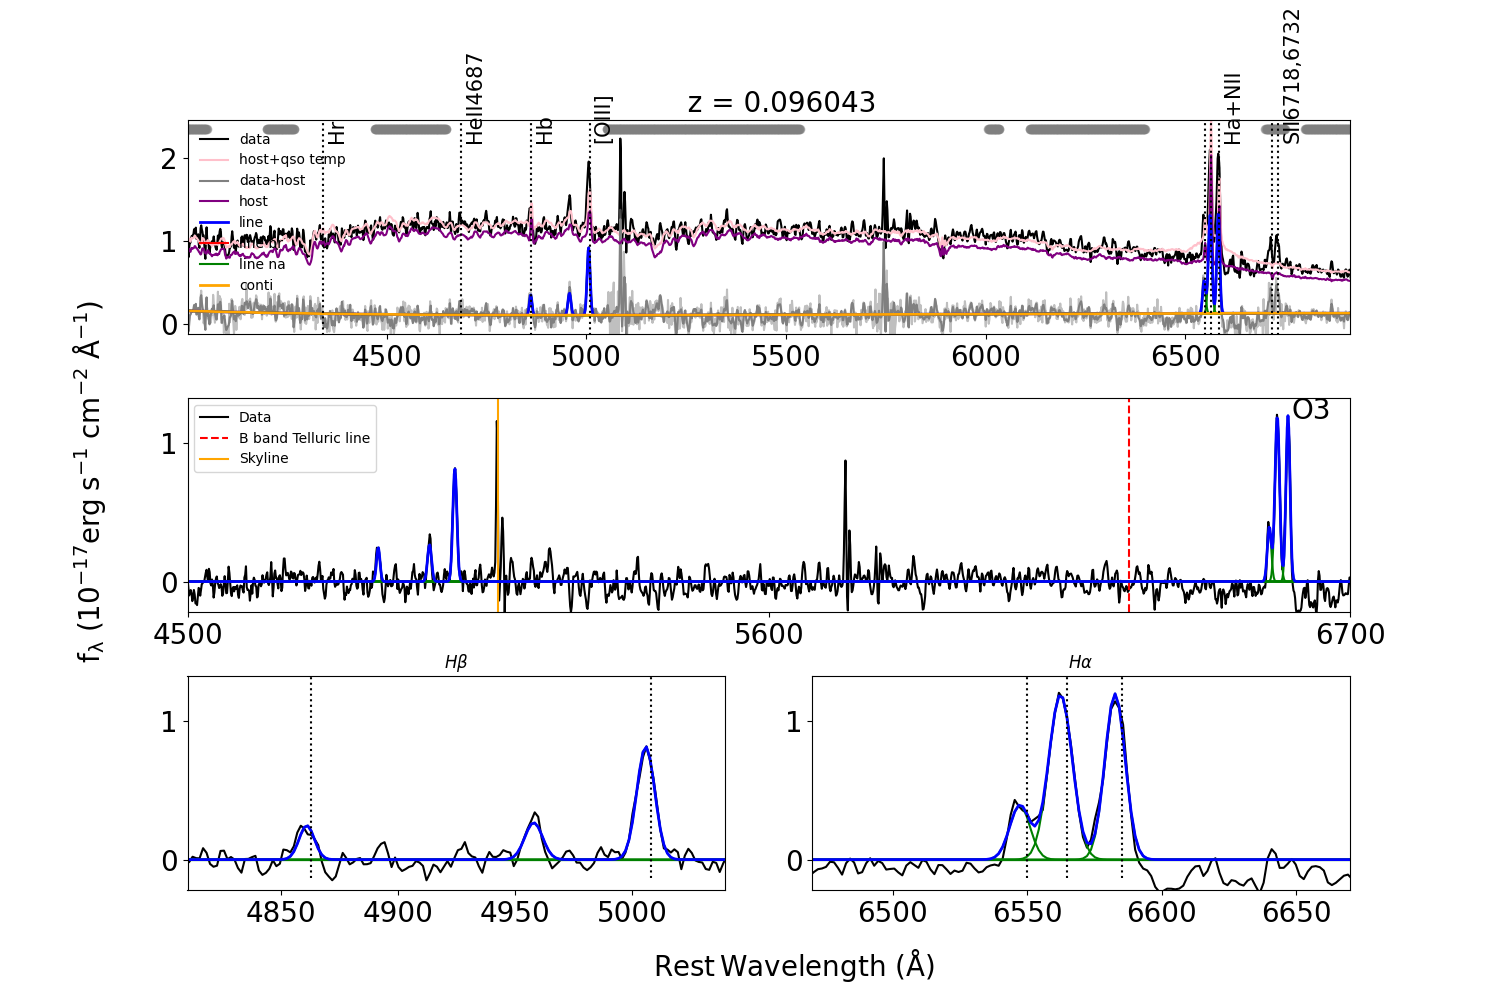 z = 0.096043
Hr
HeII4687
Hb
[OIII]
Ha+NII
SII6718,6732
data
host+qso temp
data-host
host
line
line na
conti
2
1
0
4500
5000
5500
6000
6500
f_λ (10^−17 erg s^−1 cm^−2 Å^−1)
Data
B band Telluric line
Skyline
O3
1
0
4500
5600
6700
Hβ
1
0
4850
4900
4950
5000
Hα
1
0
6500
6550
6600
6650
Rest Wavelength (Å)